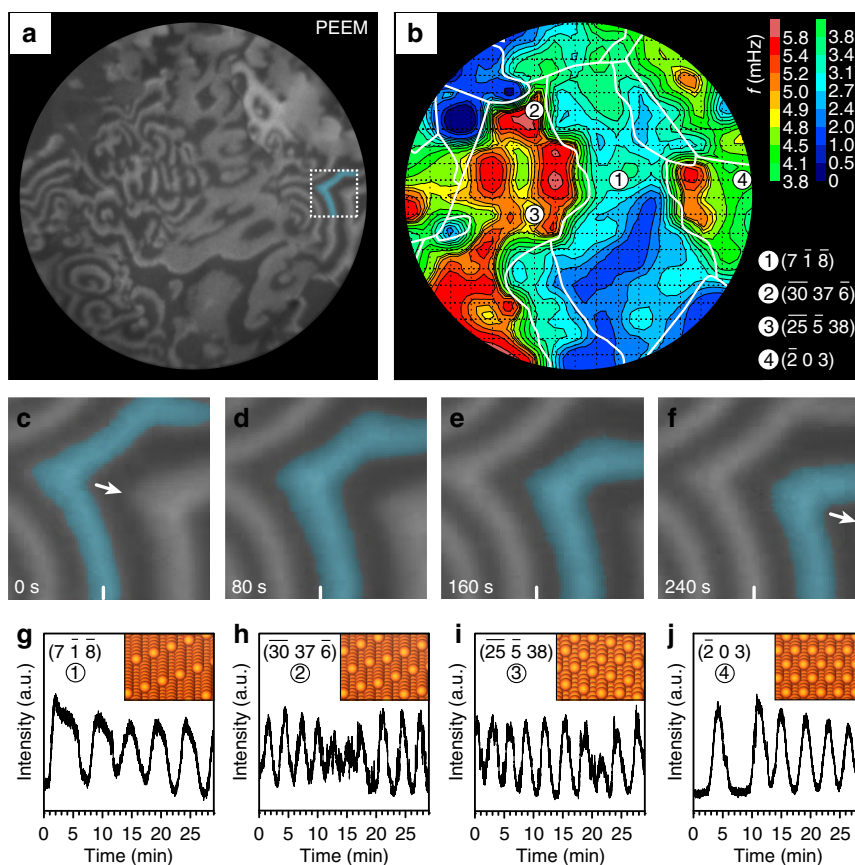 a
PEEM
b
f (mHz)
5.8
5.4
5.2
5.0
4.9
4.8
4.5
4.1
3.8
3.8
3.4
3.1
2.9
2.7
2.4
2.0
1.0
0.5
0
1
2
3
4
① (7 1̅ 8̅)
② (3̅0̅ 37 6̅)
③ (2̅5̅ 5̅ 38)
④ (2̅ 0 3)
c
0 s
d
80 s
e
160 s
f
240 s
g
(7 1̅ 8̅)
①
Intensity (a.u.)
0 5 10 15 20 25
Time (min)
h
(3̅0̅ 37 6̅)
②
Intensity (a.u.)
0 5 10 15 20 25
Time (min)
i
(2̅5̅ 5̅ 38)
③
Intensity (a.u.)
0 5 10 15 20 25
Time (min)
j
(2̅ 0 3)
④
Intensity (a.u.)
0 5 10 15 20 25
Time (min)